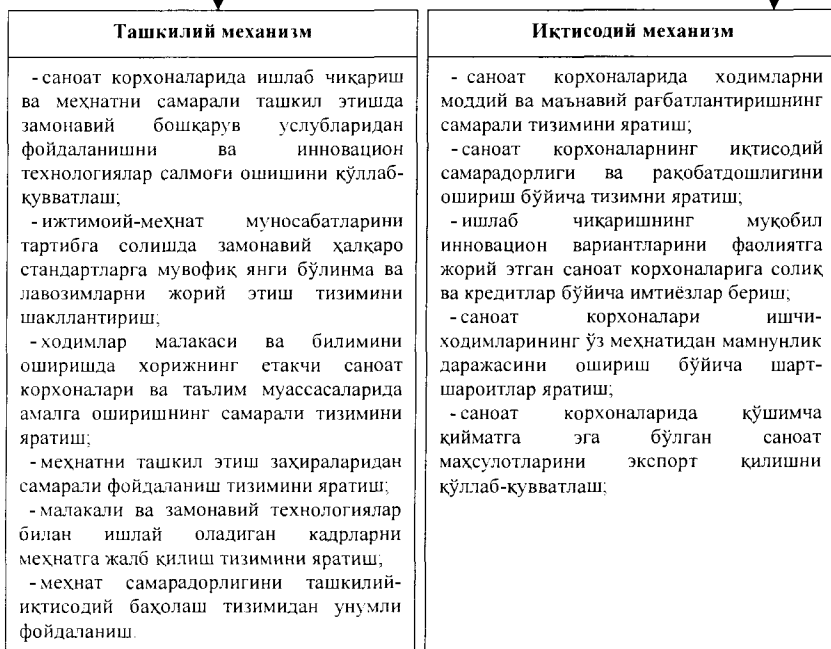 Ташкилий механизм
- саноат корхоналарида ишлаб чиқариш
ва меҳнатни самарали ташкил этишда
замонавий бошқарув услубларидан
фойдаланишни ва инновацион
технологиялар салмоғи ошишини қўллаб-
қувватлаш;
- ижтимоий-меҳнат муносабатларини
тартибга солишда замонавий ҳалқаро
стандартларга мувофиқ янги бўлинма ва
лавозимларни жорий этиш тизимини
шакллантириш;
- ходимлар малакаси ва билимини
оширишда хорижнинг етакчи саноат
корхоналари ва таълим муассасаларида
амалга оширишнинг самарали тизимини
яратиш;
- меҳнатни ташкил этиш заҳираларидан
самарали фойдаланиш тизимини яратиш;
- малакали ва замонавий технологиялар
билан ишлай оладиган кадрларни
меҳнатга жалб қилиш тизимини яратиш;
- меҳнат самарадорлигини ташкилий-
иқтисодий баҳолаш тизимидан унумли
фойдаланиш.
Иқтисодий механизм
- саноат корхоналарида ходимларни
моддий ва маънавий рағбатлантиришнинг
самарали тизимини яратиш;
- саноат корхоналарнинг иқтисодий
самарадорлиги ва рақобатдошлигини
ошириш бўйича тизимни яратиш;
- ишлаб чиқаришнинг муқобил
инновацион вариантларини фаолиятга
жорий этган саноат корхоналарига солиқ
ва кредитлар бўйича имтиёзлар бериш;
- саноат корхоналари ишчи-
ходимларининг ўз меҳнатидан мамнунлик
даражасини ошириш бўйича шарт-
шароитлар яратиш;
- саноат корхоналарида қўшимча
қийматга эга бўлган саноат
маҳсулотларини экспорт қилишни
қўллаб-қувватлаш;